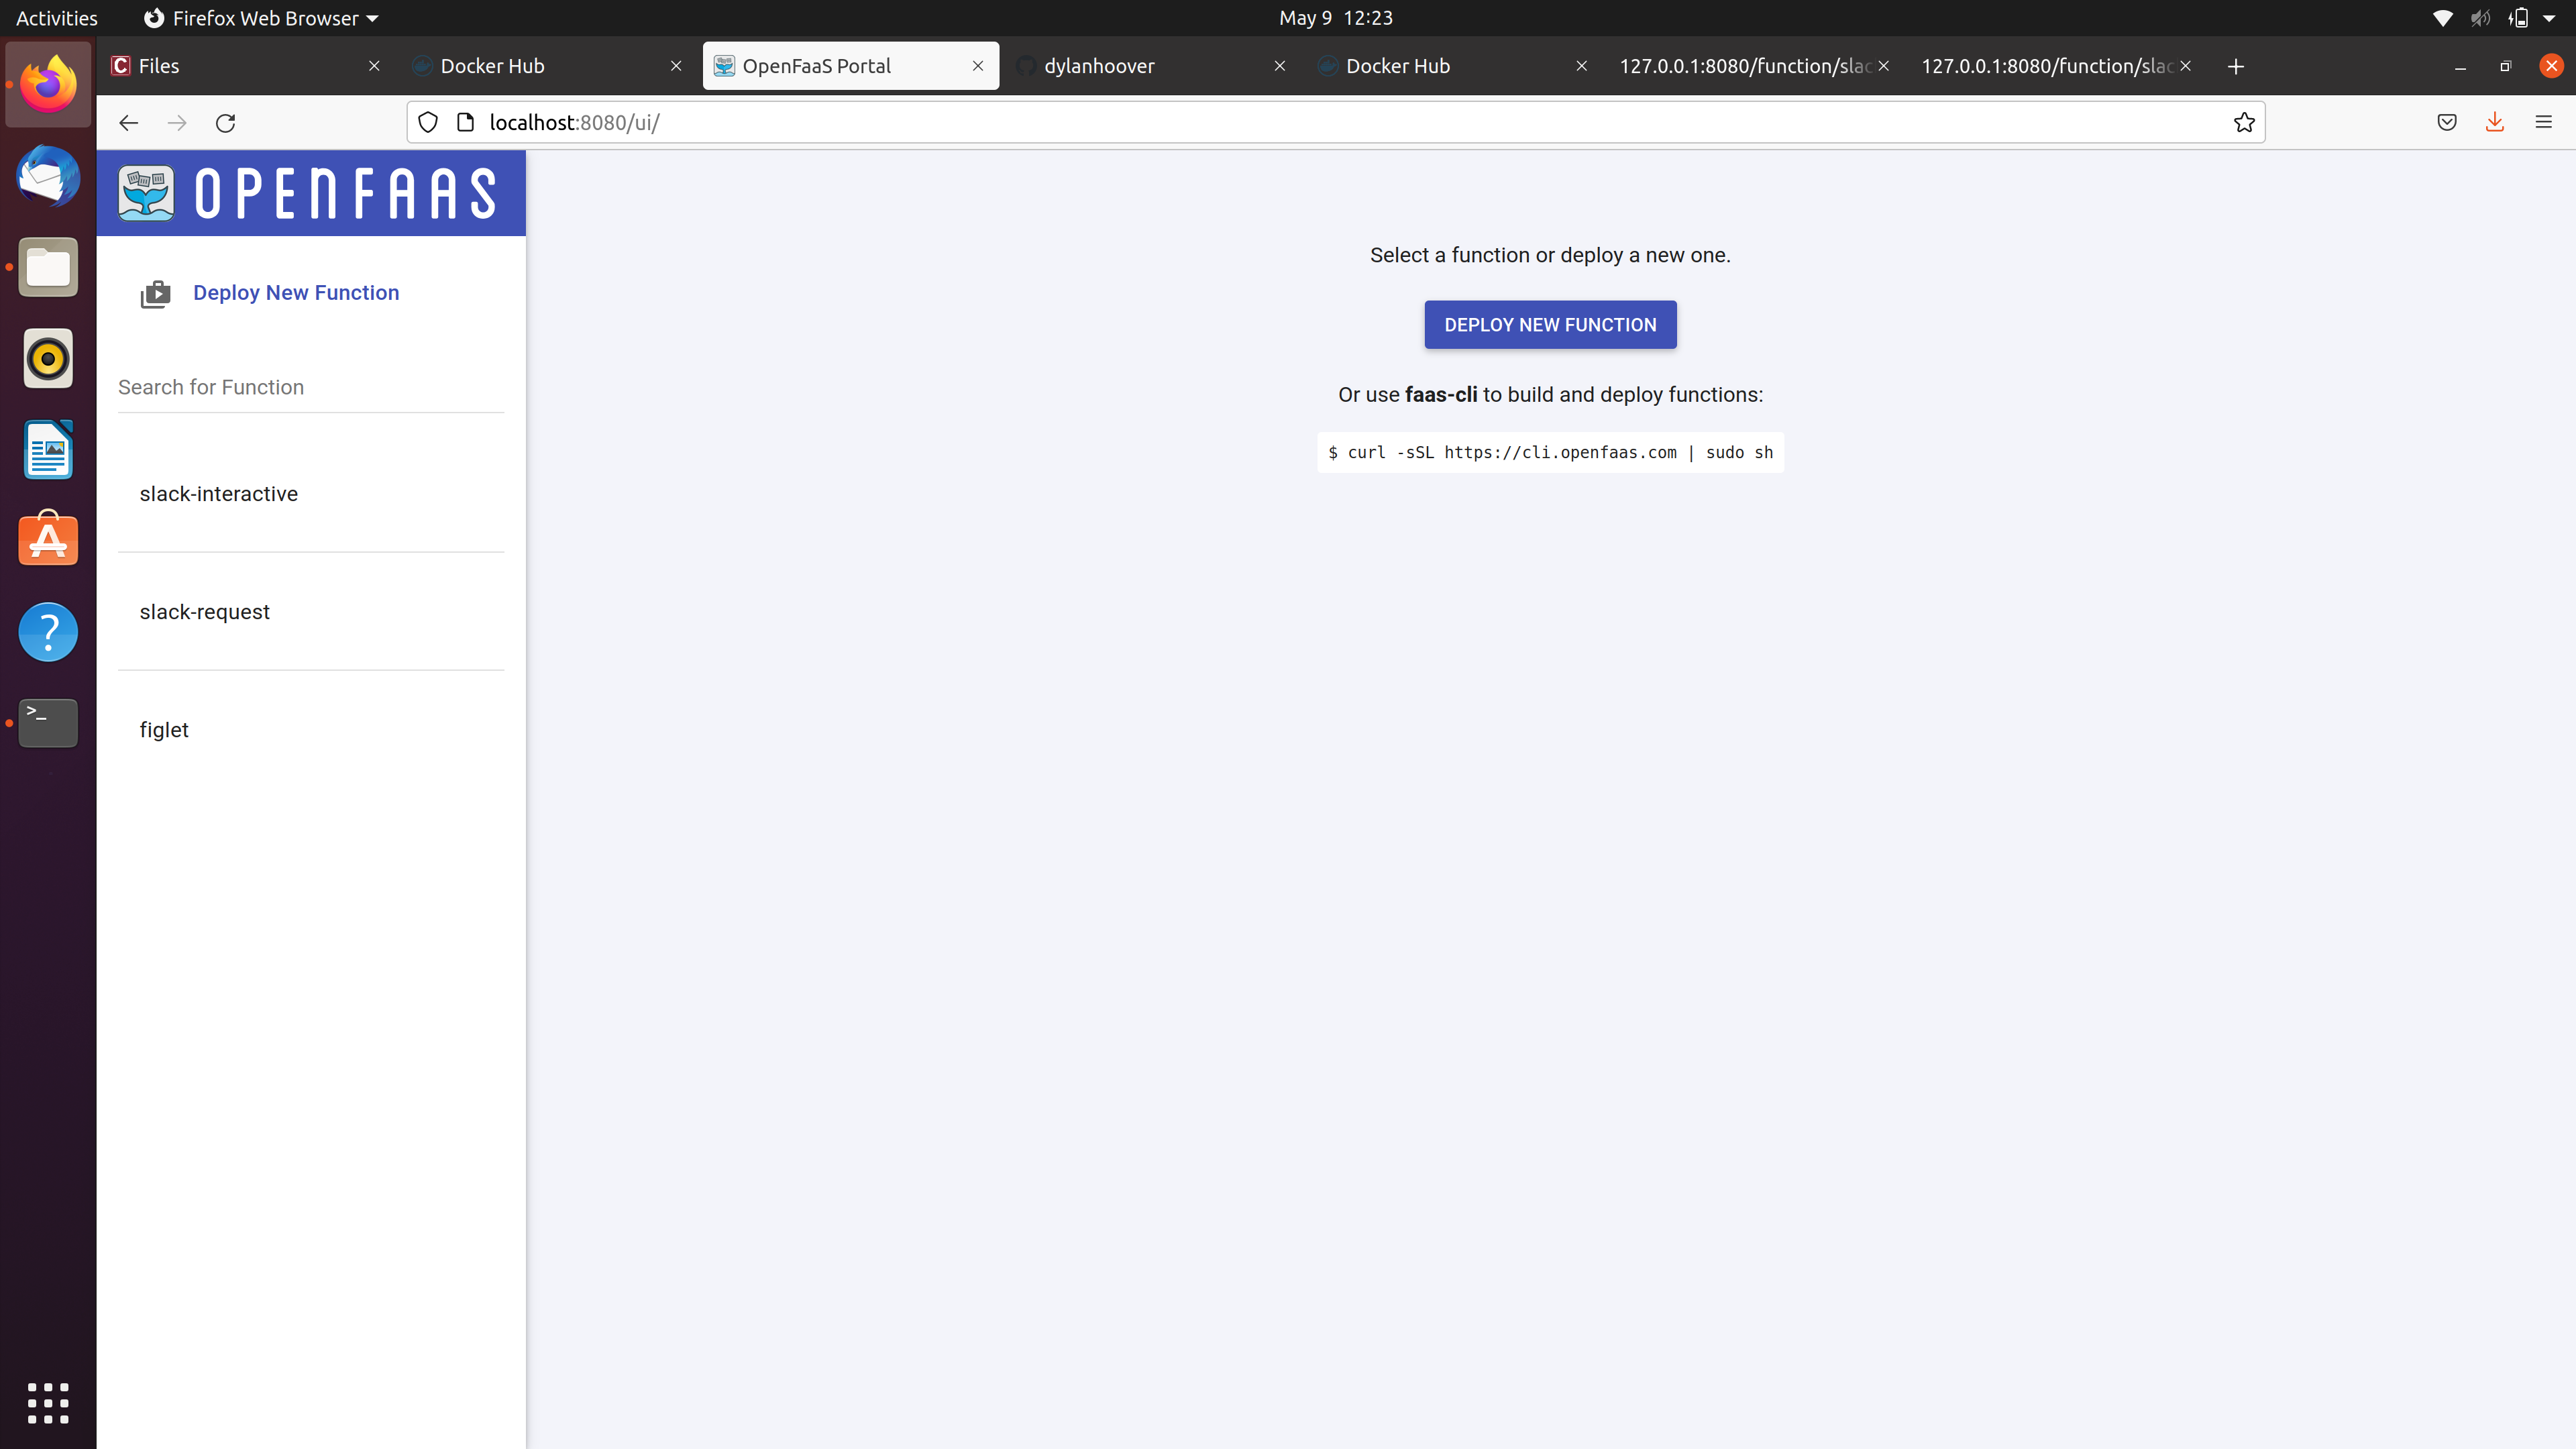 Activities
Firefox Web Browser
May 9 12:23
Files
Docker Hub
OpenFaaS Portal
dylanhoover
Docker Hub
127.0.0.1:8080/function/slac
127.0.0.1:8080/function/slac
localhost:8080/ui/
OPENFAAS
Deploy New Function
Search for Function
slack-interactive
slack-request
figlet
Select a function or deploy a new one.
DEPLOY NEW FUNCTION
Or use faas-cli to build and deploy functions:
$ curl -sSL https://cli.openfaas.com | sudo sh